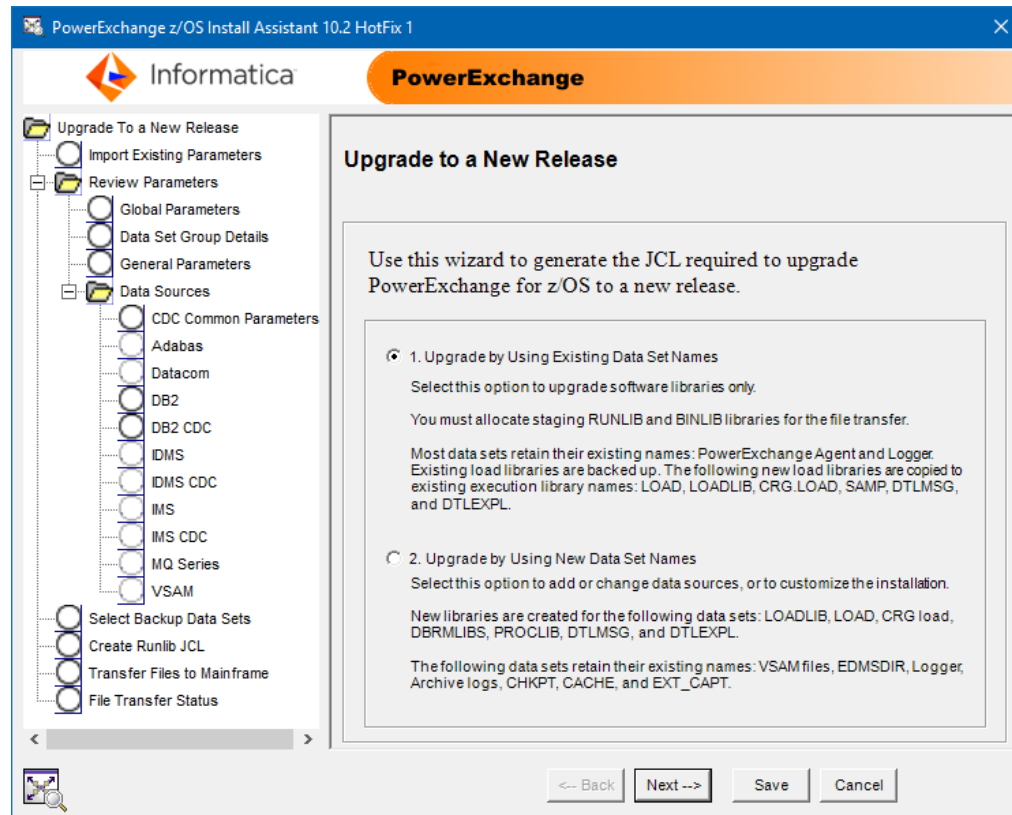 PowerExchange z/OS Install Assistant 10.2 HotFix 1
Informatica
PowerExchange
Upgrade To a New Release
Import Existing Parameters
Review Parameters
Global Parameters
Data Set Group Details
General Parameters
Data Sources
CDC Common Parameters
Adabas
Datacom
DB2
DB2 CDC
IDMS
IDMS CDC
IMS
IMS CDC
MQ Series
VSAM
Select Backup Data Sets
Create Runlib JCL
Transfer Files to Mainframe
File Transfer Status
Upgrade to a New Release
Use this wizard to generate the JCL required to upgrade
PowerExchange for z/OS to a new release.
1. Upgrade by Using Existing Data Set Names
Select this option to upgrade software libraries only.
You must allocate staging RUNLIB and BINLIB libraries for the file transfer.
Most data sets retain their existing names: PowerExchange Agent and Logger.
Existing load libraries are backed up. The following new load libraries are copied to
existing execution library names: LOAD, LOADLIB, CRG.LOAD, SAMP, DTLMSG,
and DTLEXPL.
2. Upgrade by Using New Data Set Names
Select this option to add or change data sources, or to customize the installation.
New libraries are created for the following data sets: LOADLIB, LOAD, CRG load,
DBRMLIBS, PROCLIB, DTLMSG, and DTLEXPL.
The following data sets retain their existing names: VSAM files, EDMSDIR, Logger,
Archive logs, CHKPT, CACHE, and EXT_CAPT.
<-- Back
Next -->
Save
Cancel